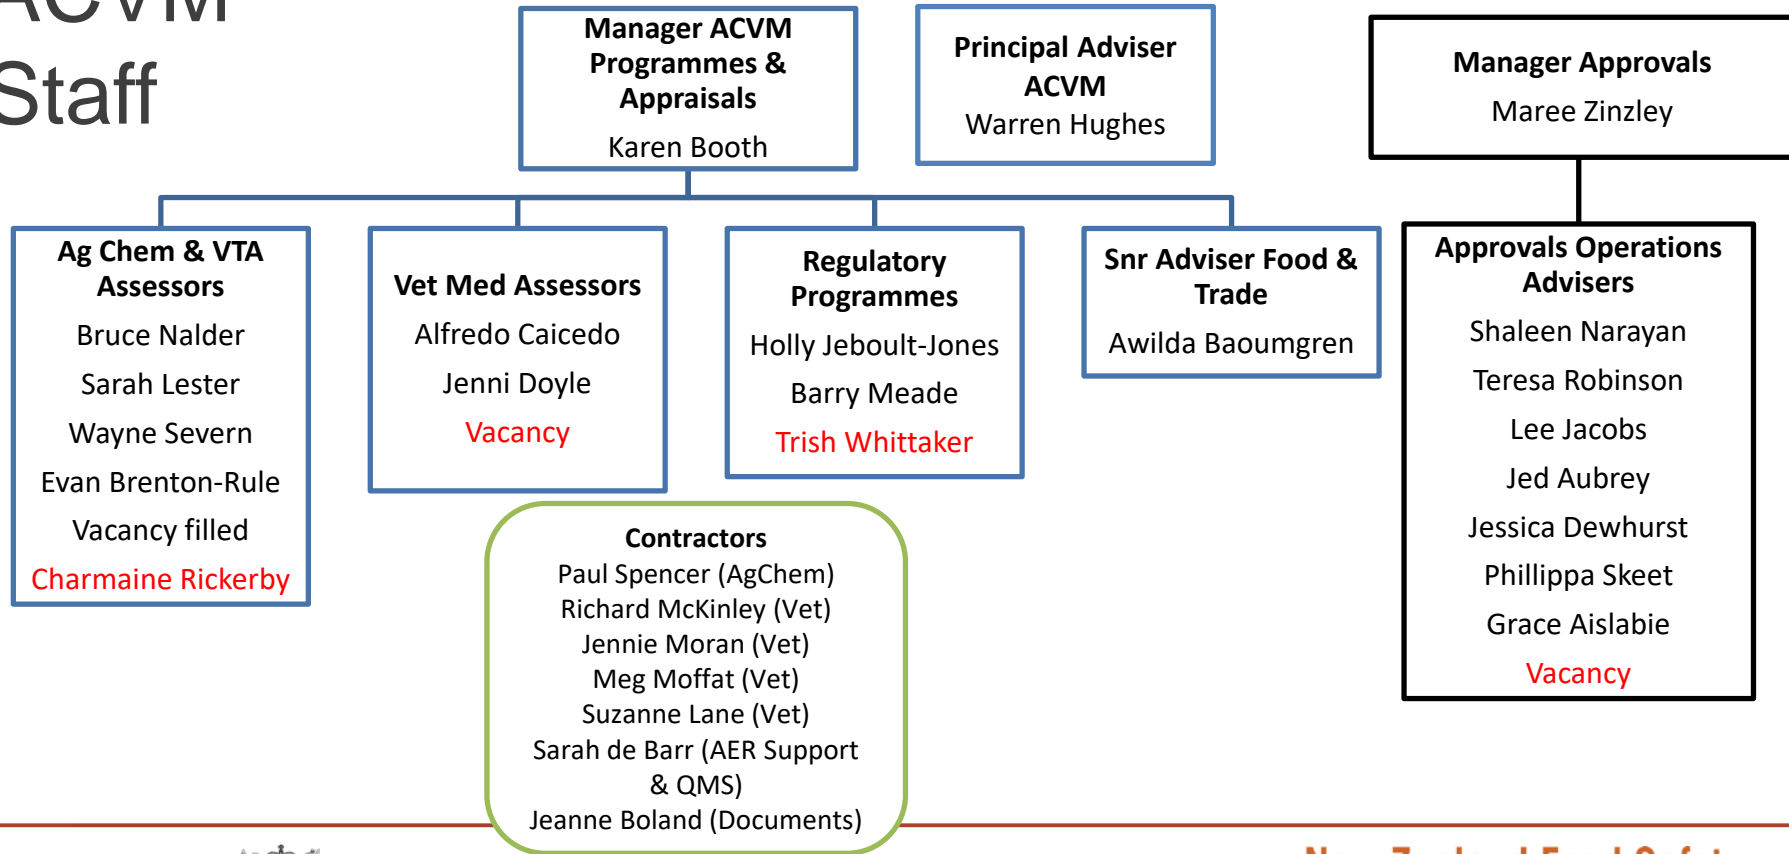 ACVM
Staff
Manager ACVM
Programmes &
Appraisals
Karen Booth
Principal Adviser
ACVM
Warren Hughes
Manager Approvals
Maree Zinzley
Ag Chem & VTA
Assessors
Bruce Nalder
Sarah Lester
Wayne Severn
Evan Brenton-Rule
Vacancy filled
Charmaine Rickerby
Vet Med Assessors
Alfredo Caicedo
Jenni Doyle
Vacancy
Regulatory
Programmes
Holly Jeboult-Jones
Barry Meade
Trish Whittaker
Snr Adviser Food &
Trade
Awilda Baoumgren
Approvals Operations
Advisers
Shaleen Narayan
Teresa Robinson
Lee Jacobs
Jed Aubrey
Jessica Dewhurst
Phillippa Skeet
Grace Aislabie
Vacancy
Contractors
Paul Spencer (AgChem)
Richard McKinley (Vet)
Jennie Moran (Vet)
Meg Moffat (Vet)
Suzanne Lane (Vet)
Sarah de Barr (AER Support
& QMS)
Jeanne Boland (Documents)
New Zealand Food Safet